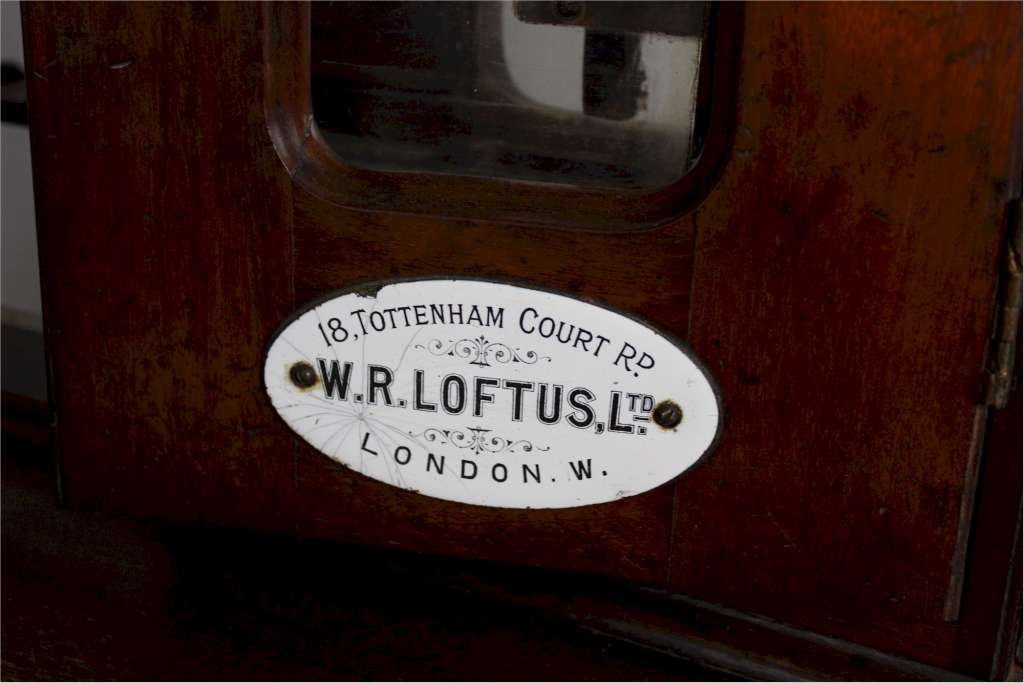 18, TOTTENHAM COURT RD.
W. R. LOFTUS, LTD.
LONDON. W.